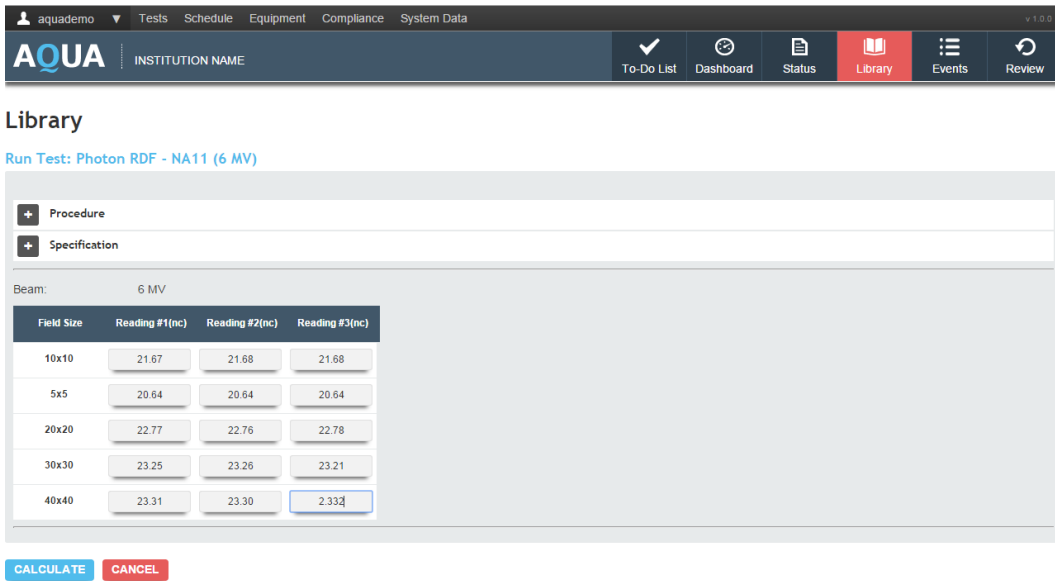 aquademo ▼ Tests Schedule Equipment Compliance System Data v 1.0.0
AQUA INSTITUTION NAME To-Do List Dashboard Status Library Events Review
Library
Run Test: Photon RDF - NA11 (6 MV)
+ Procedure
+ Specification
Beam: 6 MV
Field Size Reading #1(nc) Reading #2(nc) Reading #3(nc)
10x10 21.67 21.68 21.68
5x5 20.64 20.64 20.64
20x20 22.77 22.76 22.78
30x30 23.25 23.26 23.21
40x40 23.31 23.30 2.332
CALCULATE CANCEL